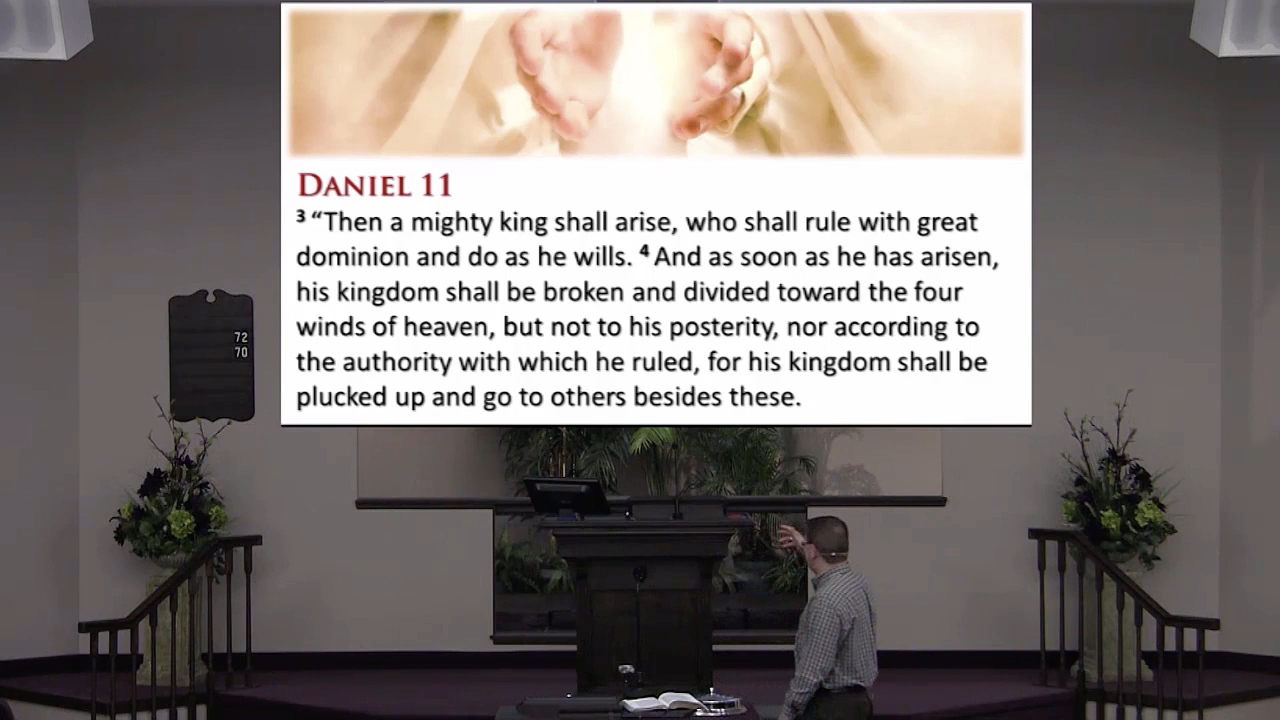 DANIEL 11
3 “Then a mighty king shall arise, who shall rule with great
dominion and do as he wills. 4 And as soon as he has arisen,
his kingdom shall be broken and divided toward the four
winds of heaven, but not to his posterity, nor according to
the authority with which he ruled, for his kingdom shall be
plucked up and go to others besides these.
72
70